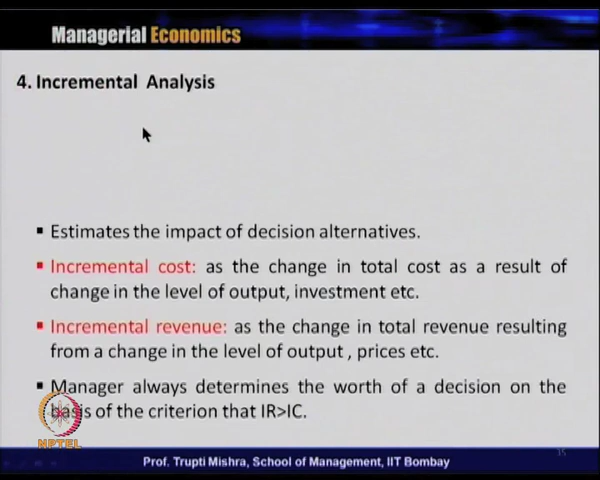 Managerial Economics
4. Incremental Analysis
▪ Estimates the impact of decision alternatives.
▪ Incremental cost: as the change in total cost as a result of
change in the level of output, investment etc.
▪ Incremental revenue: as the change in total revenue resulting
from a change in the level of output , prices etc.
▪ Manager always determines the worth of a decision on the
basis of the criterion that IR>IC.
NPTEL
Prof. Trupti Mishra, School of Management, IIT Bombay
15